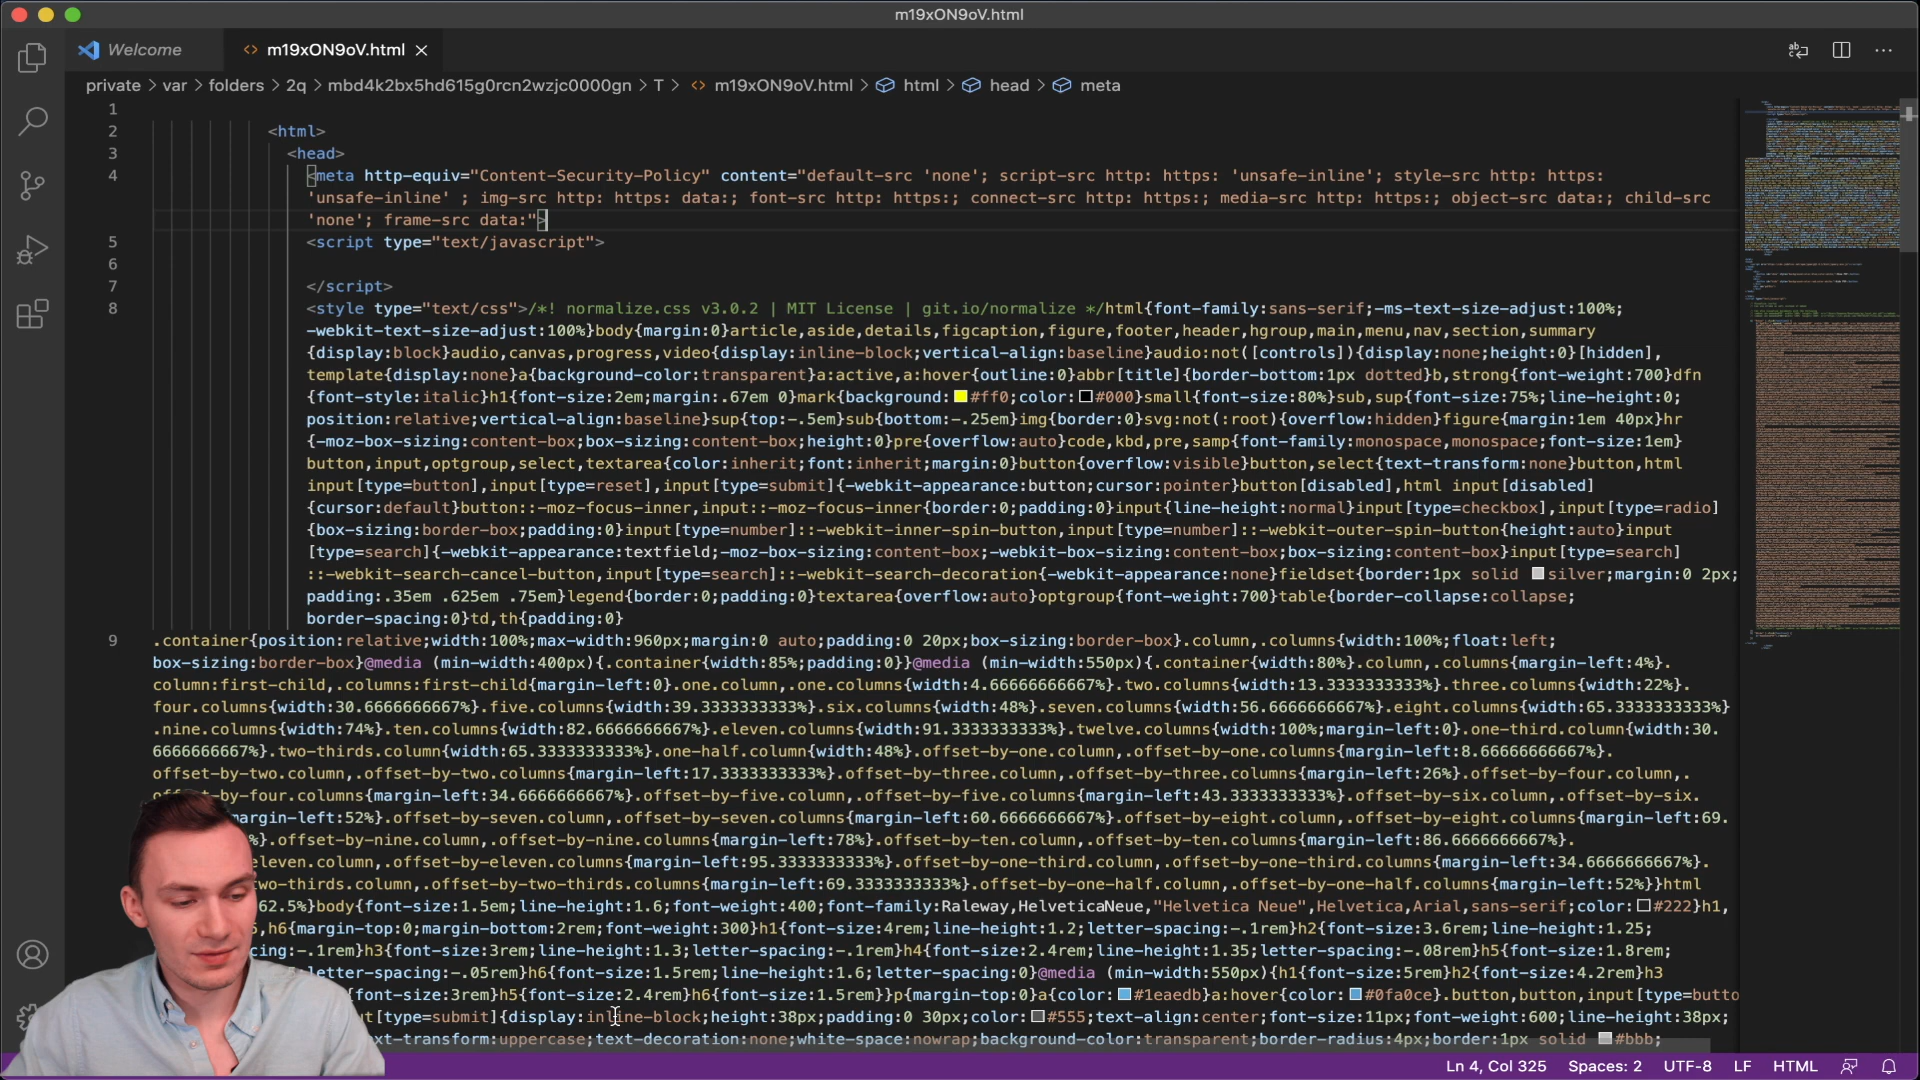 m19xON9oV.html
Welcome
<> m19xON9oV.html
private > var > folders > 2q > mbd4k2bx5hd615g0rcn2wzjc0000gn > T > <> m19xON9oV.html > html > head > meta
1
2 <html>
3 <head>
4 <meta http-equiv="Content-Security-Policy" content="default-src 'none'; script-src http: https: 'unsafe-inline'; style-src http: https:
'unsafe-inline' ; img-src http: https: data:; font-src http: https:; connect-src http: https:; media-src http: https:; object-src data:; child-src
'none'; frame-src data:">
5 <script type="text/javascript">
6
7 </script>
8 <style type="text/css">/*! normalize.css v3.0.2 | MIT License | git.io/normalize */html{font-family:sans-serif;-ms-text-size-adjust:100%;
-webkit-text-size-adjust:100%}body{margin:0}article,aside,details,figcaption,figure,footer,header,hgroup,main,menu,nav,section,summary
{display:block}audio,canvas,progress,video{display:inline-block;vertical-align:baseline}audio:not([controls]){display:none;height:0}[hidden],
template{display:none}a{background-color:transparent}a:active,a:hover{outline:0}abbr[title]{border-bottom:1px dotted}b,strong{font-weight:700}dfn
{font-style:italic}h1{font-size:2em;margin:.67em 0}mark{background:#ff0;color:#000}small{font-size:80%}sub,sup{font-size:75%;line-height:0;
position:relative;vertical-align:baseline}sup{top:-.5em}sub{bottom:-.25em}img{border:0}svg:not(:root){overflow:hidden}figure{margin:1em 40px}hr
{-moz-box-sizing:content-box;box-sizing:content-box;height:0}pre{overflow:auto}code,kbd,pre,samp{font-family:monospace,monospace;font-size:1em}
button,input,optgroup,select,textarea{color:inherit;font:inherit;margin:0}button{overflow:visible}button,select{text-transform:none}button,html
input[type=button],input[type=reset],input[type=submit]{-webkit-appearance:button;cursor:pointer}button[disabled],html input[disabled]
{cursor:default}button::-moz-focus-inner,input::-moz-focus-inner{border:0;padding:0}input{line-height:normal}input[type=checkbox],input[type=radio]
{box-sizing:border-box;padding:0}input[type=number]::-webkit-inner-spin-button,input[type=number]::-webkit-outer-spin-button{height:auto}input
[type=search]{-webkit-appearance:textfield;-moz-box-sizing:content-box;-webkit-box-sizing:content-box;box-sizing:content-box}input[type=search]
::-webkit-search-cancel-button,input[type=search]::-webkit-search-decoration{-webkit-appearance:none}fieldset{border:1px solid silver;margin:0 2px;
padding:.35em .625em .75em}legend{border:0;padding:0}textarea{overflow:auto}optgroup{font-weight:700}table{border-collapse:collapse;
border-spacing:0}td,th{padding:0}
9 .container{position:relative;width:100%;max-width:960px;margin:0 auto;padding:0 20px;box-sizing:border-box}.column,.columns{width:100%;float:left;
box-sizing:border-box}@media (min-width:400px){.container{width:85%;padding:0}}@media (min-width:550px){.container{width:80%}.column,.columns{margin-left:4%}.
column:first-child,.columns:first-child{margin-left:0}.one.column,.one.columns{width:4.66666666667%}.two.columns{width:13.3333333333%}.three.columns{width:22%}.
four.columns{width:30.6666666667%}.five.columns{width:39.3333333333%}.six.columns{width:48%}.seven.columns{width:56.6666666667%}.eight.columns{width:65.3333333333%}
.nine.columns{width:74%}.ten.columns{width:82.6666666667%}.eleven.columns{width:91.3333333333%}.twelve.columns{width:100%;margin-left:0}.one-third.column{width:30.
6666666667%}.two-thirds.column{width:65.3333333333%}.one-half.column{width:48%}.offset-by-one.column,.offset-by-one.columns{margin-left:8.66666666667%}.
offset-by-two.column,.offset-by-two.columns{margin-left:17.3333333333%}.offset-by-three.column,.offset-by-three.columns{margin-left:26%}.offset-by-four.column,.
offset-by-four.columns{margin-left:34.6666666667%}.offset-by-five.column,.offset-by-five.columns{margin-left:43.3333333333%}.offset-by-six.column,.offset-by-six.
margin-left:52%}.offset-by-seven.column,.offset-by-seven.columns{margin-left:60.6666666667%}.offset-by-eight.column,.offset-by-eight.columns{margin-left:69.
%}.offset-by-nine.column,.offset-by-nine.columns{margin-left:78%}.offset-by-ten.column,.offset-by-ten.columns{margin-left:86.6666666667%}.
eleven.column,.offset-by-eleven.columns{margin-left:95.3333333333%}.offset-by-one-third.column,.offset-by-one-third.columns{margin-left:34.6666666667%}.
two-thirds.column,.offset-by-two-thirds.columns{margin-left:69.3333333333%}.offset-by-one-half.column,.offset-by-one-half.columns{margin-left:52%}}html
62.5%}body{font-size:1.5em;line-height:1.6;font-weight:400;font-family:Raleway,HelveticaNeue,"Helvetica Neue",Helvetica,Arial,sans-serif;color:#222}h1,
,h6{margin-top:0;margin-bottom:2rem;font-weight:300}h1{font-size:4rem;line-height:1.2;letter-spacing:-.1rem}h2{font-size:3.6rem;line-height:1.25;
cing:-.1rem}h3{font-size:3rem;line-height:1.3;letter-spacing:-.1rem}h4{font-size:2.4rem;line-height:1.35;letter-spacing:-.08rem}h5{font-size:1.8rem;
letter-spacing:-.05rem}h6{font-size:1.5rem;line-height:1.6;letter-spacing:0}@media (min-width:550px){h1{font-size:5rem}h2{font-size:4.2rem}h3
{font-size:3rem}h5{font-size:2.4rem}h6{font-size:1.5rem}}p{margin-top:0}a{color:#1eaedb}a:hover{color:#0fa0ce}.button,button,input[type=butto
t[type=submit]{display:inline-block;height:38px;padding:0 30px;color:#555;text-align:center;font-size:11px;font-weight:600;line-height:38px;
xt-transform:uppercase;text-decoration:none;white-space:nowrap;background-color:transparent;border-radius:4px;border:1px solid #bbb;
Ln 4, Col 325 Spaces: 2 UTF-8 LF HTML